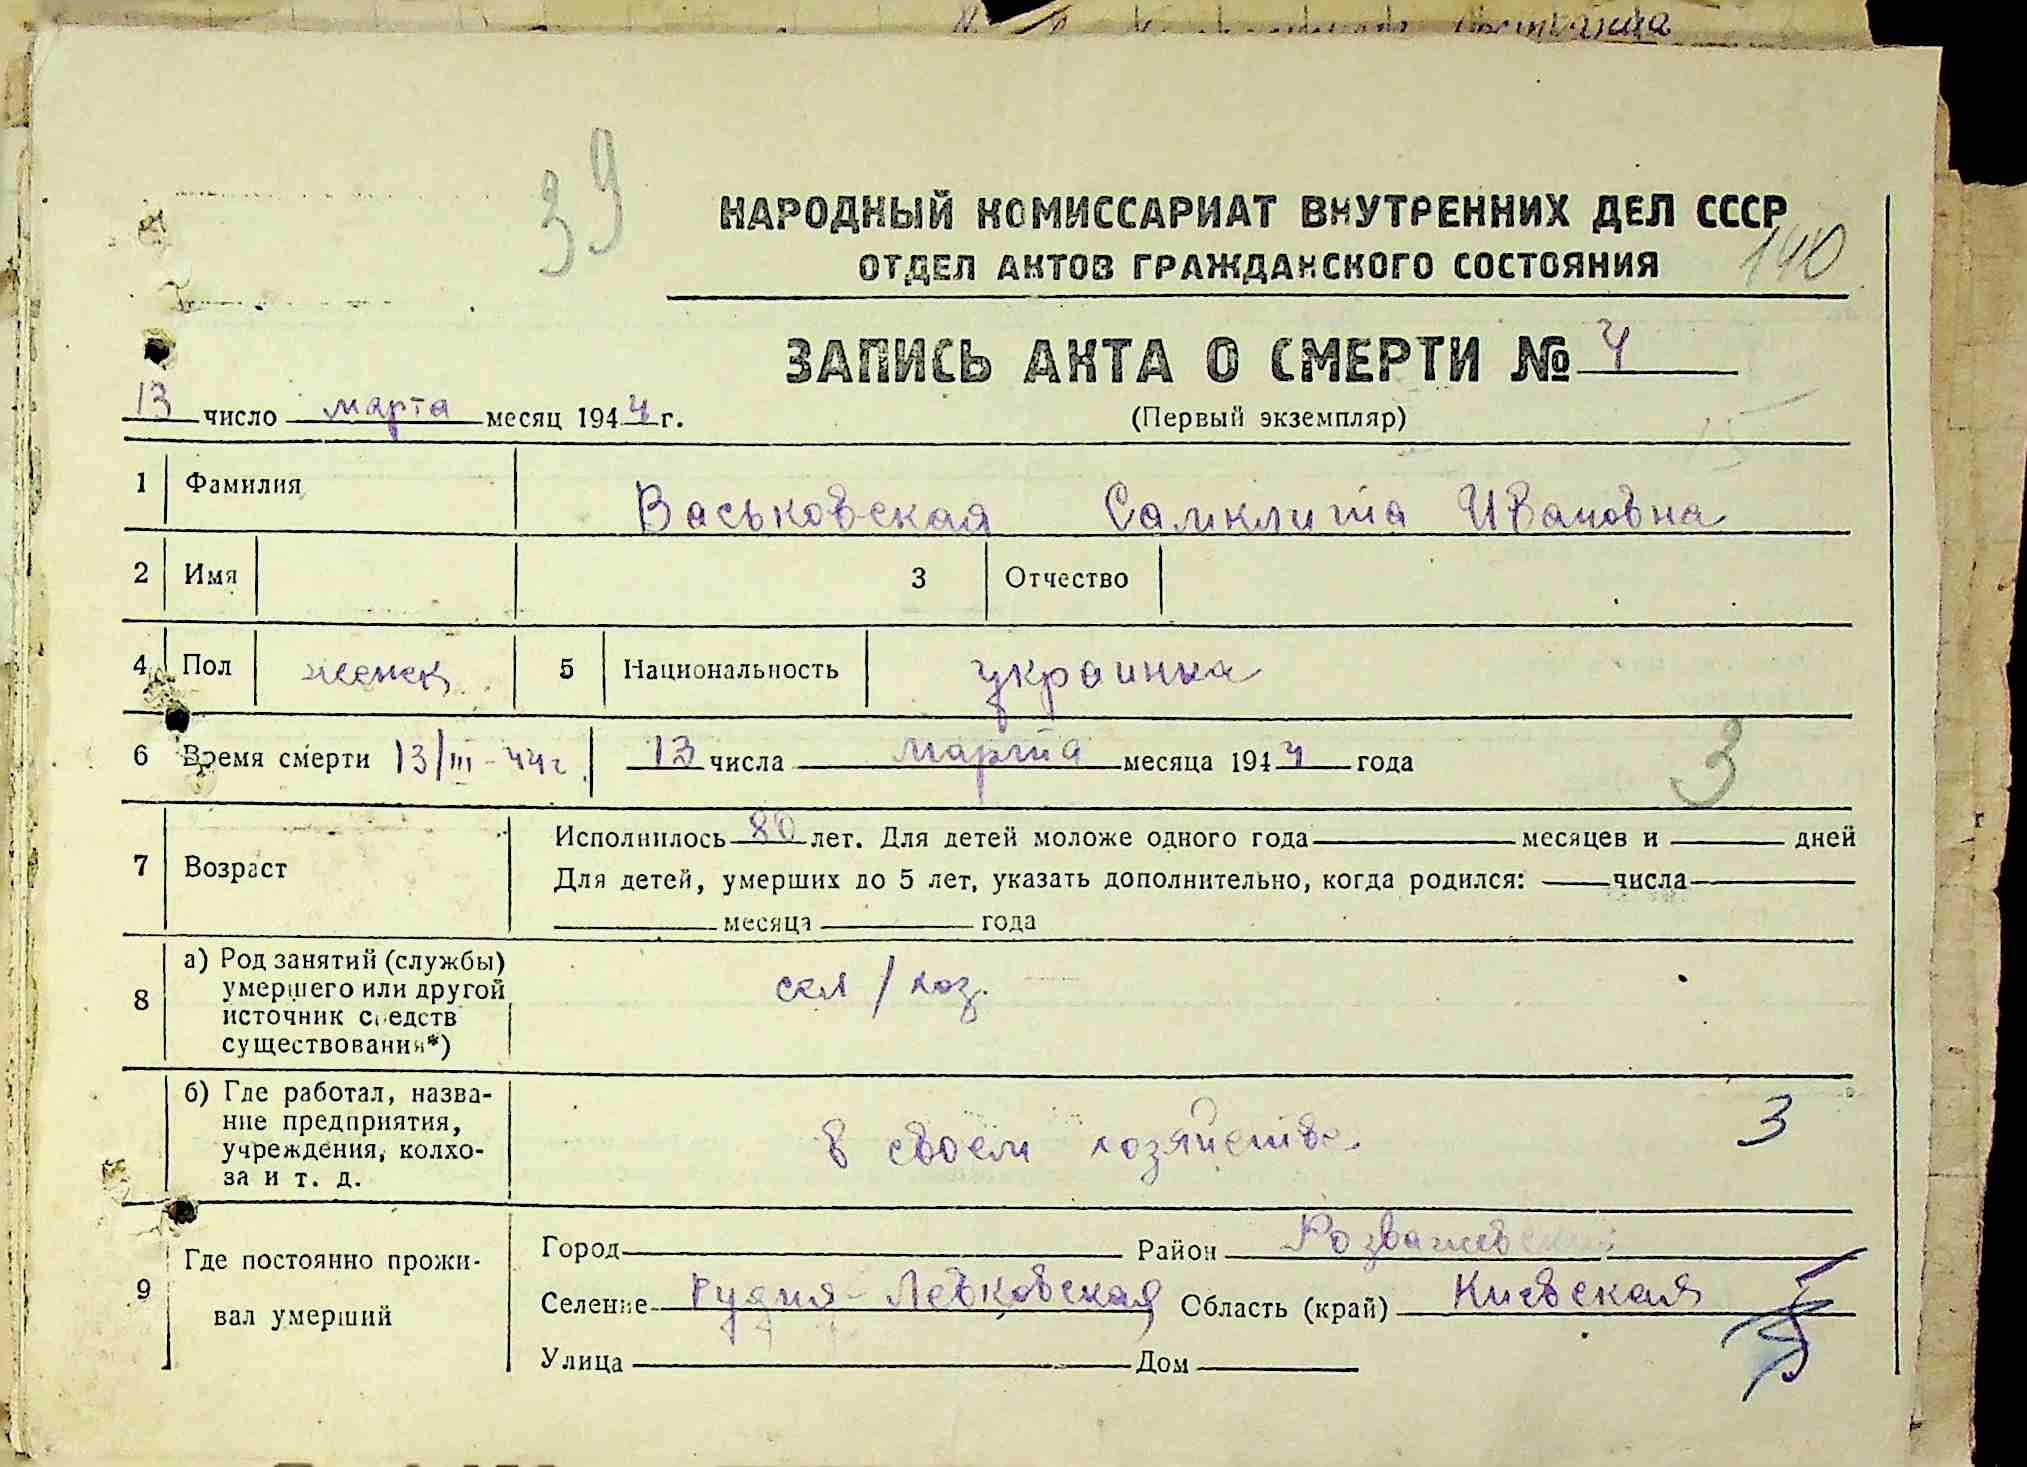 39
НАРОДНЫЙ КОМИССАРИАТ ВНУТРЕННИХ ДЕЛ СССР
140
ОТДЕЛ АКТОВ ГРАЖДАНСКОГО СОСТОЯНИЯ
ЗАПИСЬ АКТА О СМЕРТИ № 4
13 число марта месяц 1944 г.
(Первый экземпляр)
1 Фамилия Васьковская Самклита Ивановна
2 Имя 3 Отчество
4 Пол женск 5 Национальность украинка
6 Время смерти 13/III-44г 13 числа марта месяца 1944 года
3
7 Возраст Исполнилось 80 лет. Для детей моложе одного года месяцев и дней
Для детей, умерших до 5 лет, указать дополнительно, когда родился: числа
месяца года
8 а) Род занятий (службы) умершего или другой источник средств существования*) сел/хоз.
б) Где работал, название предприятия, учреждения, колхоза и т. д. в своем хозяйстве
3
9 Где постоянно проживал умерший
Город Район Розважевский
Селение Рудня-Левковская Область (край) Киевская
Улица Дом